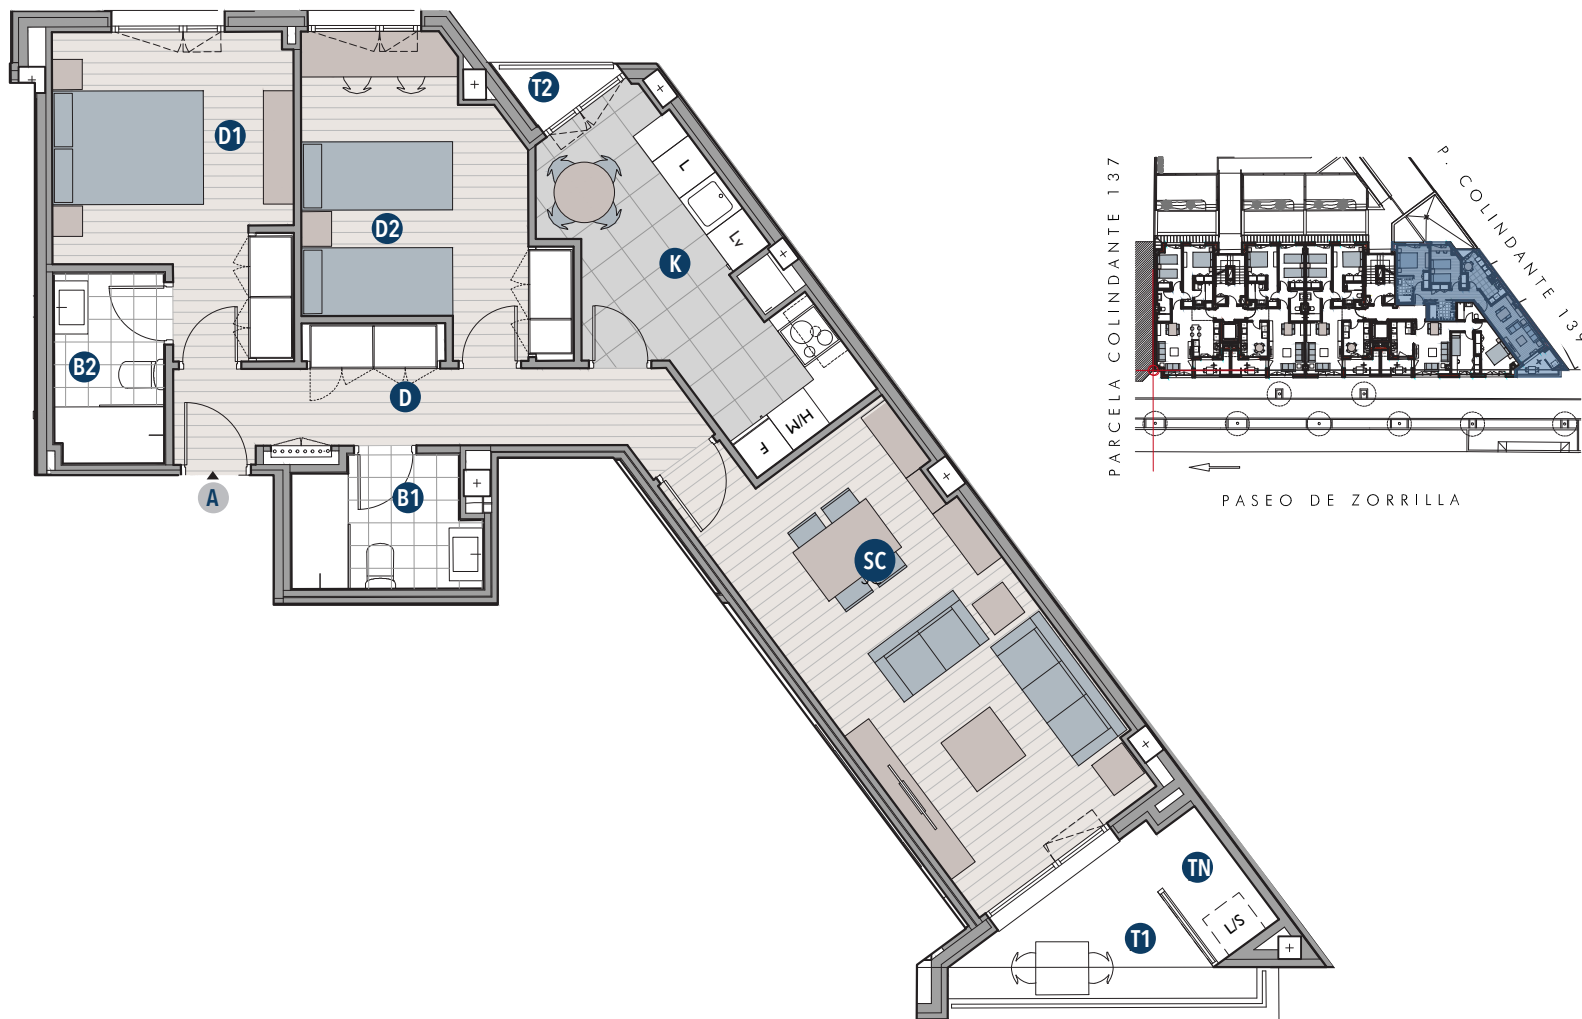 T2
D1
L
D2
Lv
K
B2
D
H/M
F
A
B1
SC
TN
L/S
T1
PARCELA COLINDANTE 137
P. COLINDANTE 139
PASEO DE ZORRILLA